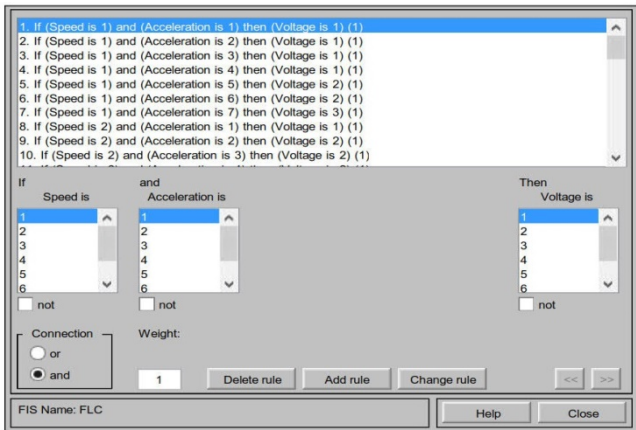 1. If (Speed is 1) and (Acceleration is 1) then (Voltage is 1) (1)
2. If (Speed is 1) and (Acceleration is 2) then (Voltage is 1) (1)
3. If (Speed is 1) and (Acceleration is 3) then (Voltage is 1) (1)
4. If (Speed is 1) and (Acceleration is 4) then (Voltage is 1) (1)
5. If (Speed is 1) and (Acceleration is 5) then (Voltage is 2) (1)
6. If (Speed is 1) and (Acceleration is 6) then (Voltage is 2) (1)
7. If (Speed is 1) and (Acceleration is 7) then (Voltage is 3) (1)
8. If (Speed is 2) and (Acceleration is 1) then (Voltage is 1) (1)
9. If (Speed is 2) and (Acceleration is 2) then (Voltage is 2) (1)
10. If (Speed is 2) and (Acceleration is 3) then (Voltage is 2) (1)
If and Then
Speed is Acceleration is Voltage is
1 1 1
2 2 2
3 3 3
4 4 4
5 5 5
6 6 6
not not not
Connection Weight:
or
and 1 Delete rule Add rule Change rule << >>
FIS Name: FLC Help Close